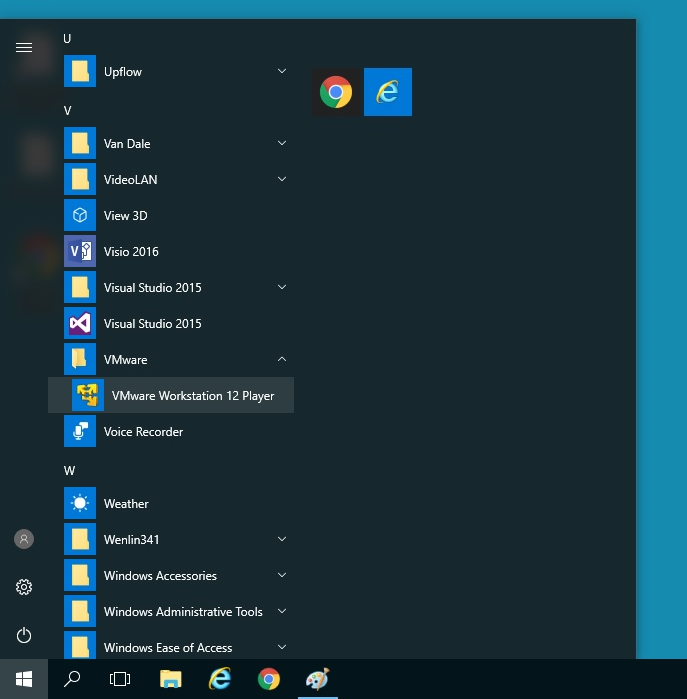 U
Upflow
V
Van Dale
VideoLAN
View 3D
Visio 2016
Visual Studio 2015
Visual Studio 2015
VMware
VMware Workstation 12 Player
Voice Recorder
W
Weather
Wenlin341
Windows Accessories
Windows Administrative Tools
Windows Ease of Access